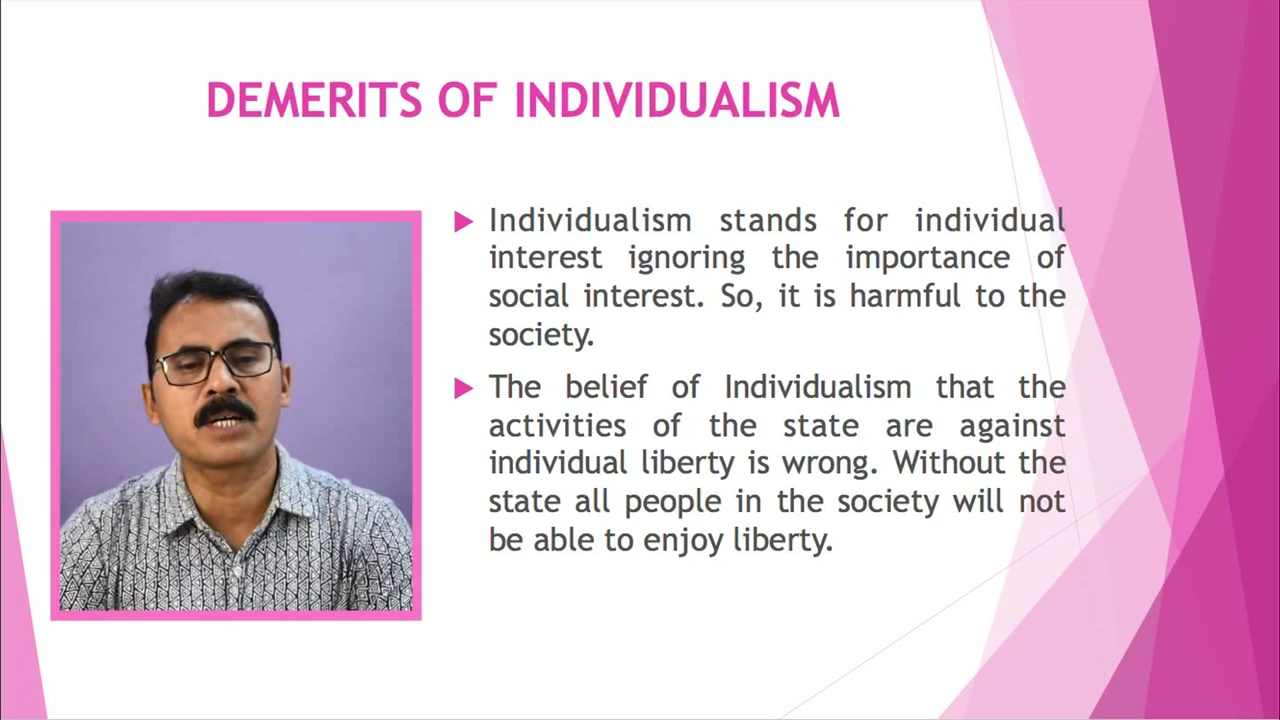 DEMERITS OF INDIVIDUALISM
Individualism stands for individual
interest ignoring the importance of
social interest. So, it is harmful to the
society.
The belief of Individualism that the
activities of the state are against
individual liberty is wrong. Without the
state all people in the society will not
be able to enjoy liberty.